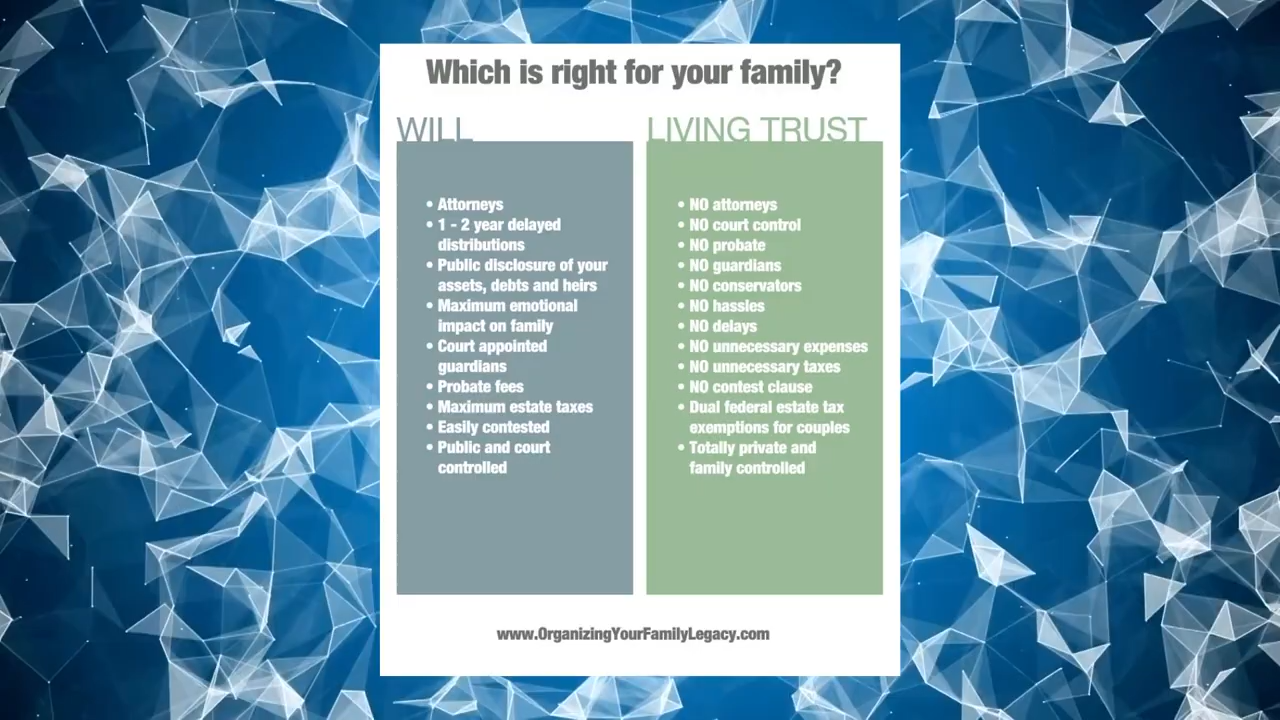 Which is right for your family?
WILL
• Attorneys
• 1 - 2 year delayed
distributions
• Public disclosure of your
assets, debts and heirs
• Maximum emotional
impact on family
• Court appointed
guardians
• Probate fees
• Maximum estate taxes
• Easily contested
• Public and court
controlled
LIVING TRUST
• NO attorneys
• NO court control
• NO probate
• NO guardians
• NO conservators
• NO hassles
• NO delays
• NO unnecessary expenses
• NO unnecessary taxes
• NO contest clause
• Dual federal estate tax
exemptions for couples
• Totally private and
family controlled
www.OrganizingYourFamilyLegacy.com